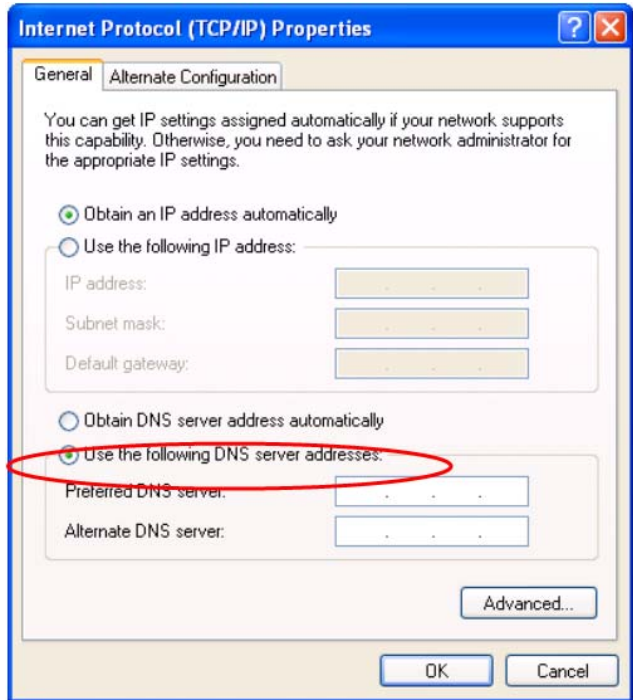 Internet Protocol (TCP/IP) Properties
General
Alternate Configuration
You can get IP settings assigned automatically if your network supports
this capability. Otherwise, you need to ask your network administrator for
the appropriate IP settings.
Obtain an IP address automatically
Use the following IP address:
IP address:
Subnet mask:
Default gateway:
Obtain DNS server address automatically
Use the following DNS server addresses:
Preferred DNS server:
Alternate DNS server:
Advanced...
OK
Cancel